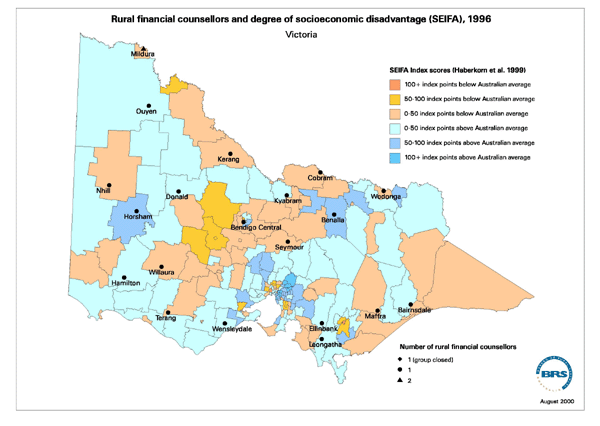 Rural financial counsellors and degree of socioeconomic disadvantage (SEIFA), 1996
Victoria
SEIFA Index scores (Haberkorn et al. 1999)
100+ index points below Australian average
50-100 index points below Australian average
0-50 index points below Australian average
0-50 index points above Australian average
50-100 index points above Australian average
100+ index points above Australian average
Mildura
Ouyen
Kerang
Cobram
Nhill
Donald
Kyabram
Wodonga
Horsham
Benalla
Bendigo Central
Seymour
Willaura
Hamilton
Bairnsdale
Maffra
Terang
Wensleydale
Ellinbank
Leongatha
Number of rural financial counsellors
1 (group closed)
1
2
BRS
August 2000